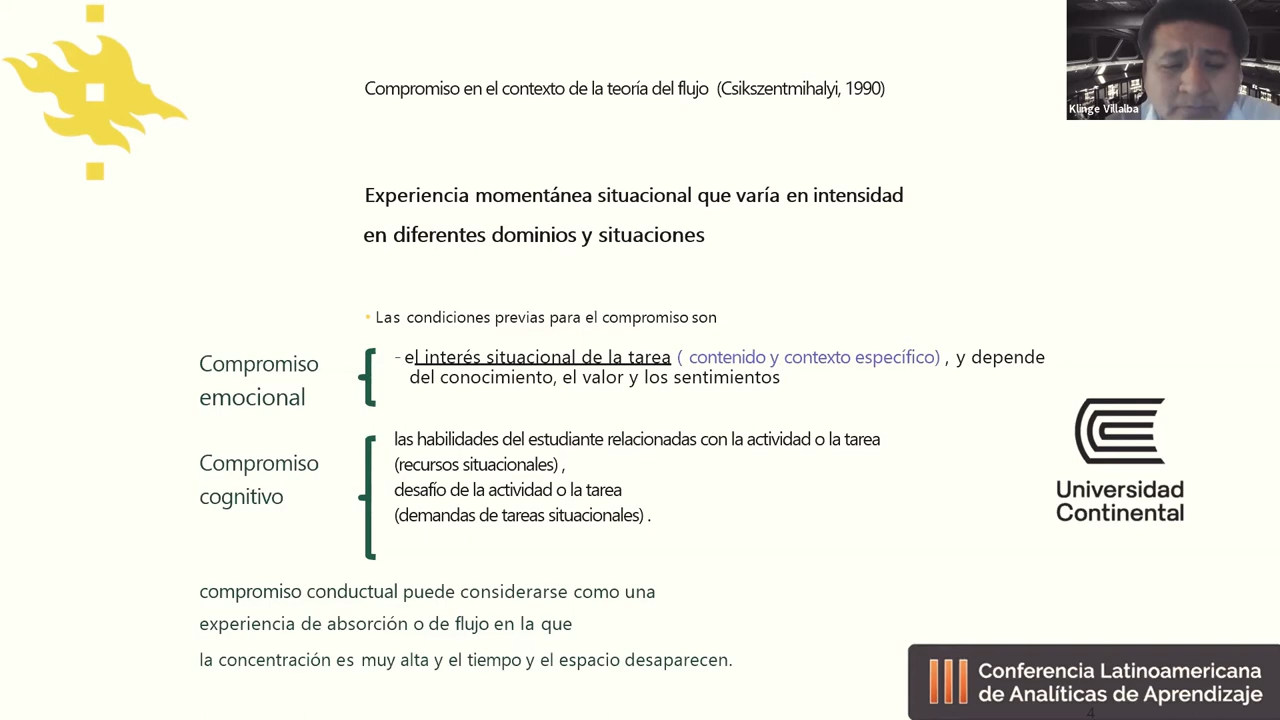 Compromiso en el contexto de la teoría del flujo (Csikszentmihalyi, 1990)
Klinge Villalba
Experiencia momentánea situacional que varía en intensidad
en diferentes dominios y situaciones
• Las condiciones previas para el compromiso son
Compromiso
emocional
- el interés situacional de la tarea ( contenido y contexto específico) , y depende
del conocimiento, el valor y los sentimientos
Compromiso
cognitivo
las habilidades del estudiante relacionadas con la actividad o la tarea
(recursos situacionales) ,
desafío de la actividad o la tarea
(demandas de tareas situacionales) .
Universidad
Continental
compromiso conductual puede considerarse como una
experiencia de absorción o de flujo en la que
la concentración es muy alta y el tiempo y el espacio desaparecen.
III Conferencia Latinoamericana
de Analíticas de Aprendizaje
4